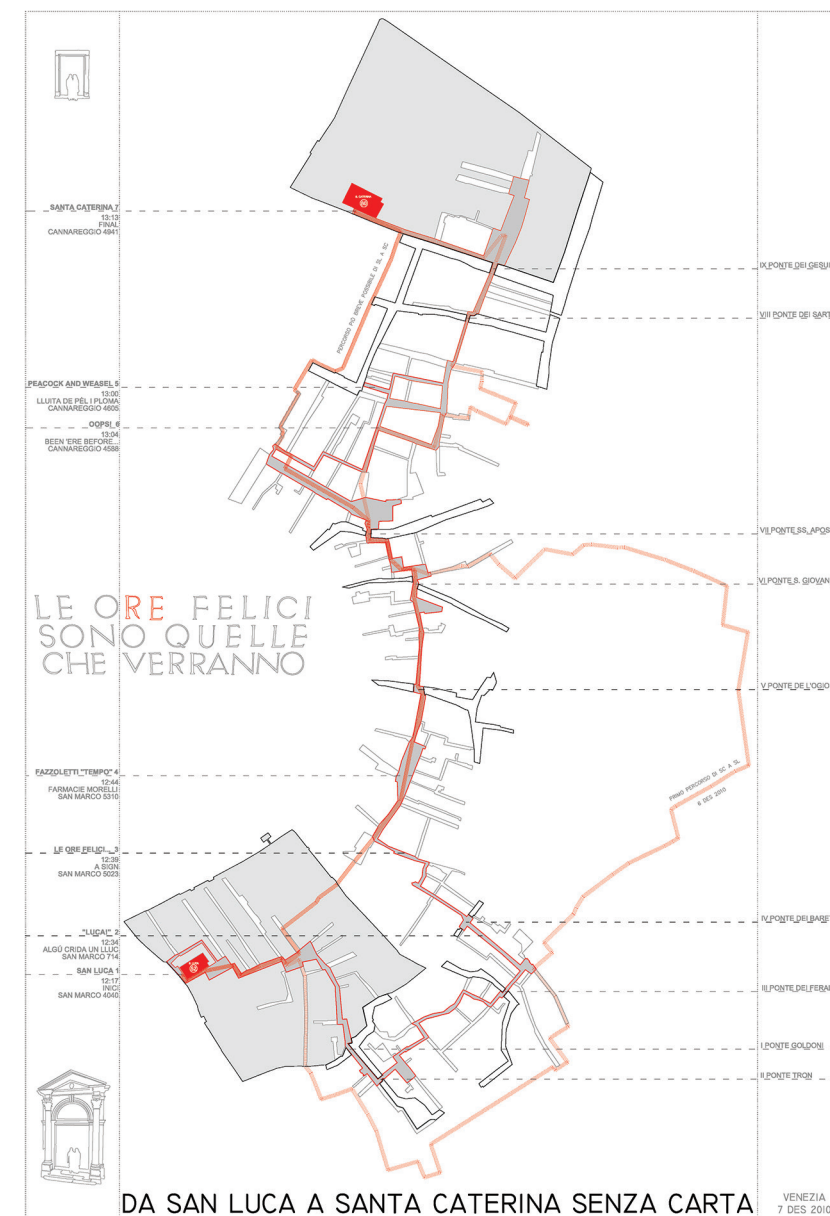 SANTA CATERINA 7
13:13
FINAL
CANNAREGGIO 4941
PEACOCK AND WEASEL 5
13:00
LLUITA DE PÈL I PLOMA
CANNAREGGIO 4605
OOPS! 6
13:04
BEEN 'ERE BEFORE...
CANNAREGGIO 4588
LE ORE FELICI
SONO QUELLE
CHE VERRANNO
FAZZOLETTI "TEMPO" 4
12:44
FARMACIE MORELLI
SAN MARCO 5310
LE ORE FELICI... 3
12:39
A SIGN
SAN MARCO 5023
"LUCA!" 2
12:34
ALGÚ CRIDA UN LLUC
SAN MARCO 714
SAN LUCA 1
12:17
INICI
SAN MARCO 4040
PERCORSO PIÙ BREVE POSSIBILE DI SL A SC
PRIMO PERCORSO DI SC A SL
6 DES 2010
IX PONTE DEI GESUI
VIII PONTE DEI SART
VII PONTE SS. APOS
VI PONTE S. GIOVAN
V PONTE DE L'OGIO
IV PONTE DEI BARE
III PONTE DEI FERA
I PONTE GOLDONI
II PONTE TRON
DA SAN LUCA A SANTA CATERINA SENZA CARTA
VENEZIA
7 DES 2010